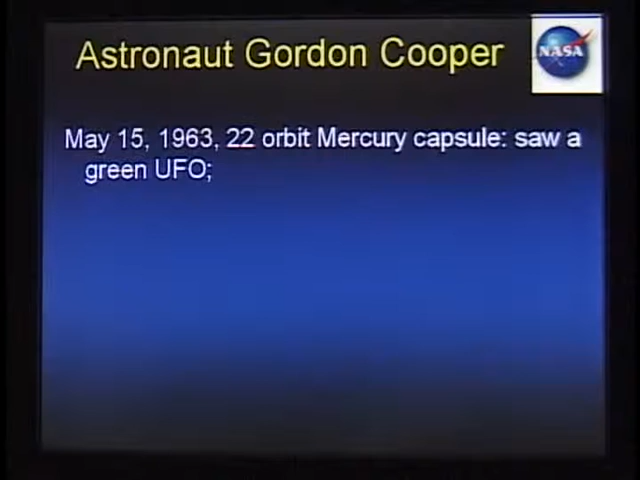 Astronaut Gordon Cooper
NASA
May 15, 1963, 22 orbit Mercury capsule: saw a
green UFO;